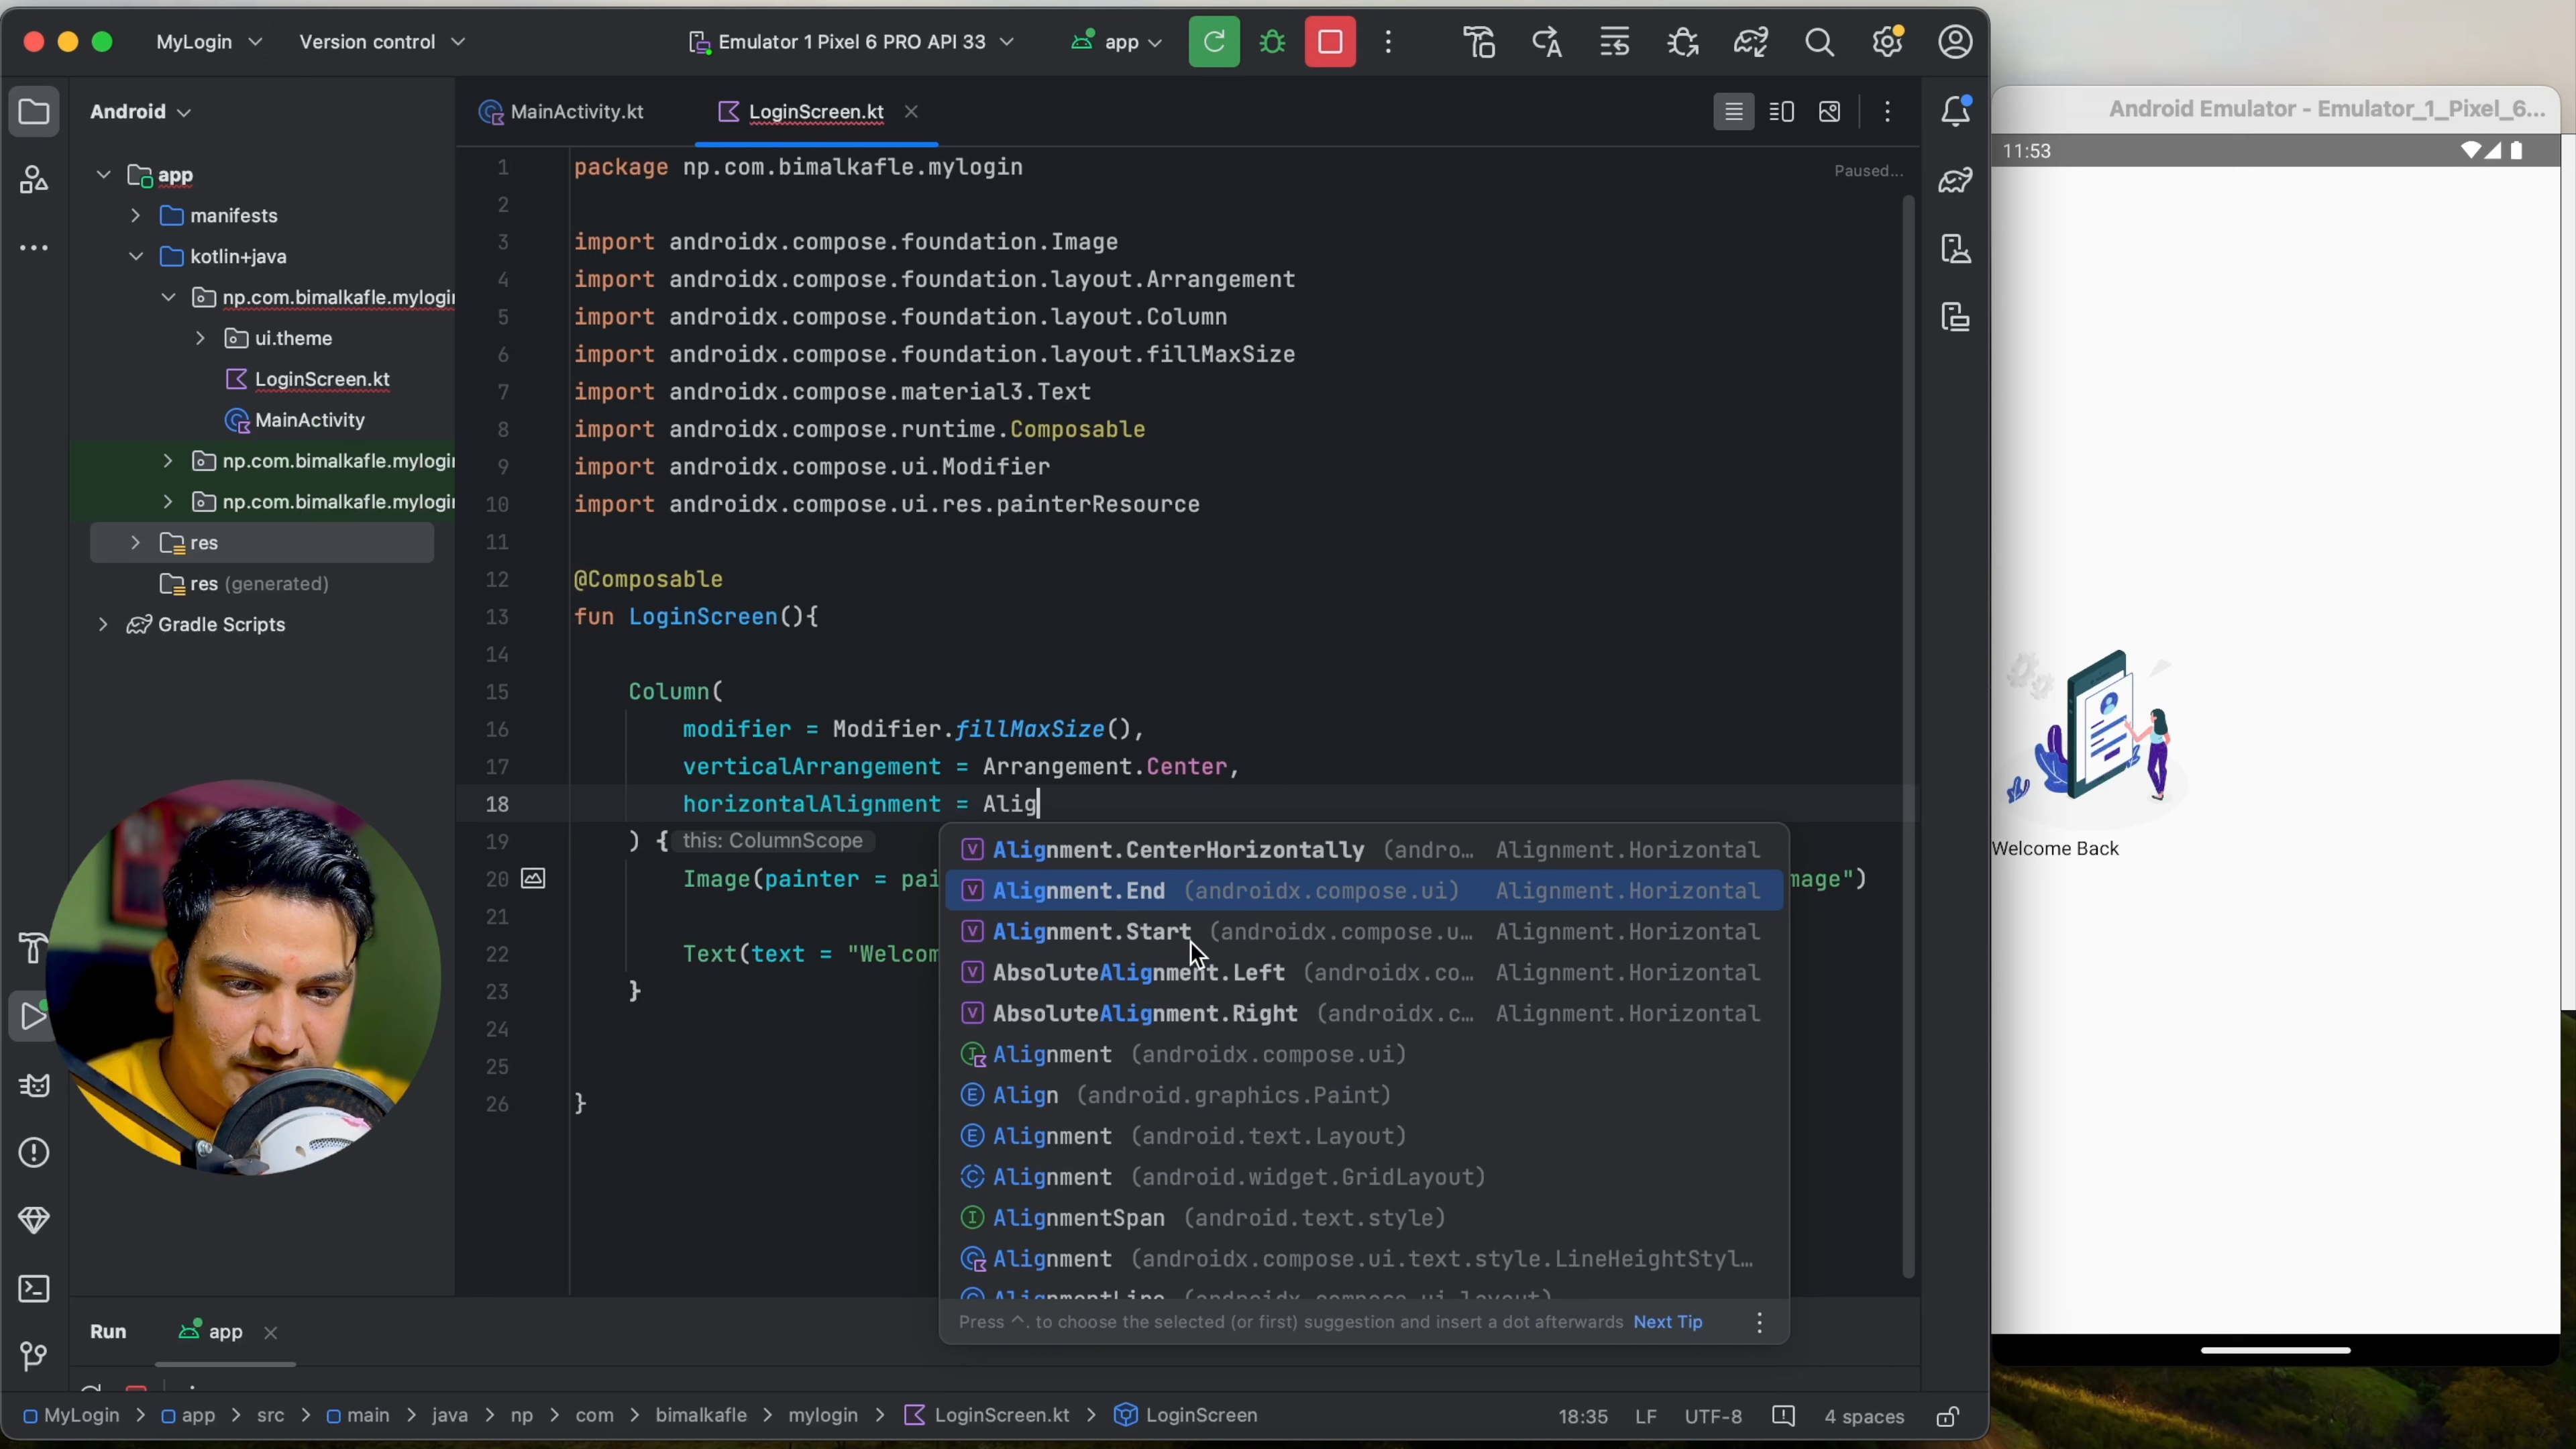 MyLogin
Version control
Emulator 1 Pixel 6 PRO API 33
app
Android
MainActivity.kt
LoginScreen.kt
Android Emulator - Emulator_1_Pixel_6...
11:53
app
manifests
kotlin+java
np.com.bimalkafle.mylogin
ui.theme
LoginScreen.kt
MainActivity
np.com.bimalkafle.mylogin
np.com.bimalkafle.mylogin
res
res (generated)
Gradle Scripts
Paused...
1 package np.com.bimalkafle.mylogin
2
3 import androidx.compose.foundation.Image
4 import androidx.compose.foundation.layout.Arrangement
5 import androidx.compose.foundation.layout.Column
6 import androidx.compose.foundation.layout.fillMaxSize
7 import androidx.compose.material3.Text
8 import androidx.compose.runtime.Composable
9 import androidx.compose.ui.Modifier
10 import androidx.compose.ui.res.painterResource
11
12 @Composable
13 fun LoginScreen(){
14
15 Column(
16 modifier = Modifier.fillMaxSize(),
17 verticalArrangement = Arrangement.Center,
18 horizontalAlignment = Alig
19 ) { this: ColumnScope
20 Image(painter = pai mage")
21
22 Text(text = "Welcom
23 }
24
25
26 }
Alignment.CenterHorizontally (andro... Alignment.Horizontal
Alignment.End (androidx.compose.ui) Alignment.Horizontal
Alignment.Start (androidx.compose.u... Alignment.Horizontal
AbsoluteAlignment.Left (androidx.co... Alignment.Horizontal
AbsoluteAlignment.Right (androidx.c... Alignment.Horizontal
Alignment (androidx.compose.ui)
Align (android.graphics.Paint)
Alignment (android.text.Layout)
Alignment (android.widget.GridLayout)
AlignmentSpan (android.text.style)
Alignment (androidx.compose.ui.text.style.LineHeightStyl...
AlignmentLine (androidx.compose.ui.layout)
Press ^. to choose the selected (or first) suggestion and insert a dot afterwards Next Tip
Welcome Back
Run
app
MyLogin > app > src > main > java > np > com > bimalkafle > mylogin > LoginScreen.kt > LoginScreen
18:35 LF UTF-8 4 spaces